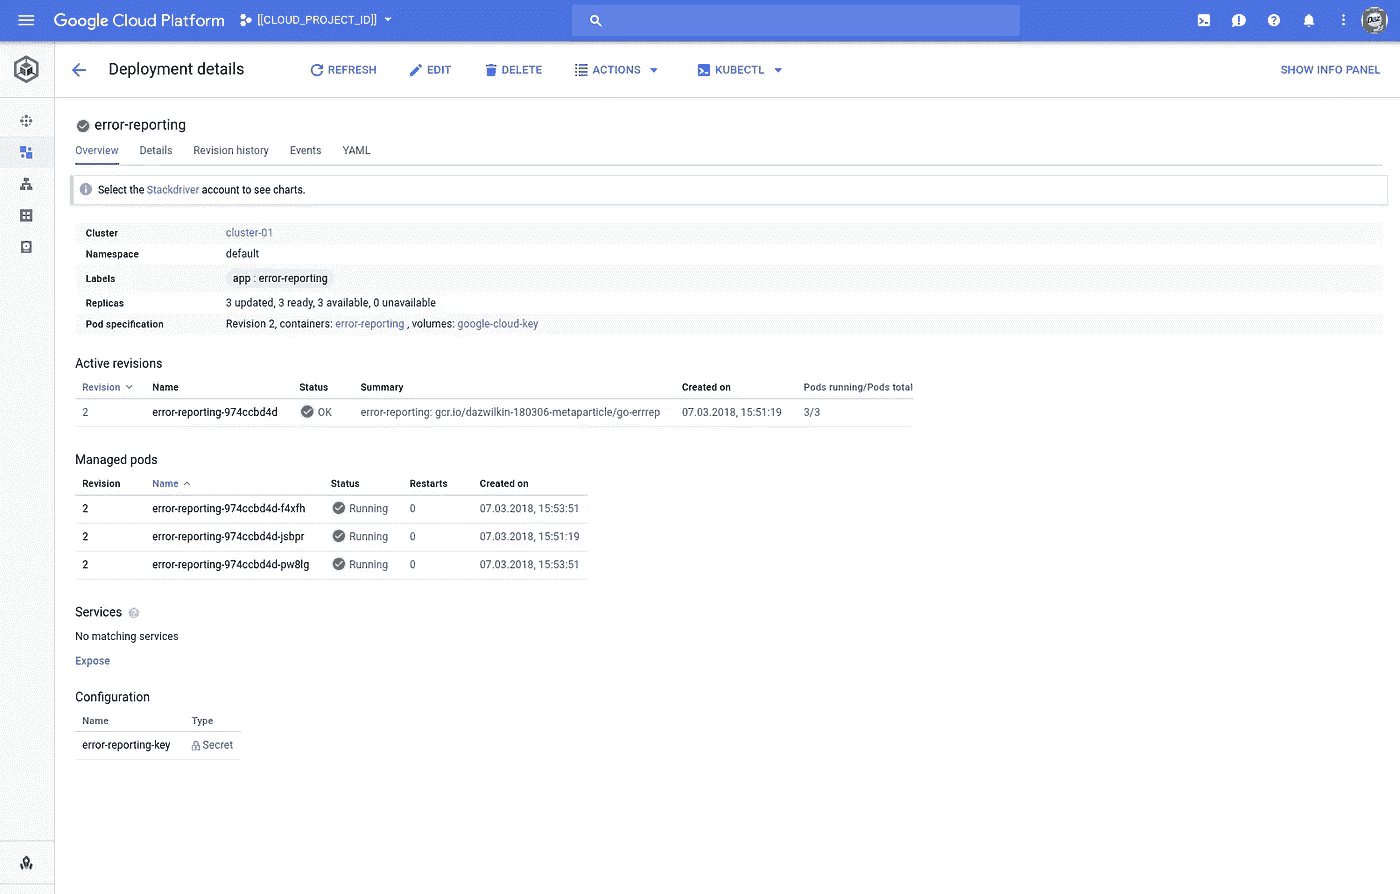 Google Cloud Platform [[CLOUD_PROJECT_ID]]
Deployment details REFRESH EDIT DELETE ACTIONS KUBECTL SHOW INFO PANEL
error-reporting
Overview Details Revision history Events YAML
Select the Stackdriver account to see charts.
Cluster cluster-01
Namespace default
Labels app : error-reporting
Replicas 3 updated, 3 ready, 3 available, 0 unavailable
Pod specification Revision 2, containers: error-reporting , volumes: google-cloud-key
Active revisions
Revision Name Status Summary Created on Pods running/Pods total
2 error-reporting-974ccbd4d OK error-reporting: gcr.io/dazwilkin-180306-metaparticle/go-errrep 07.03.2018, 15:51:19 3/3
Managed pods
Revision Name Status Restarts Created on
2 error-reporting-974ccbd4d-f4xfh Running 0 07.03.2018, 15:53:51
2 error-reporting-974ccbd4d-jsbpr Running 0 07.03.2018, 15:51:19
2 error-reporting-974ccbd4d-pw8lg Running 0 07.03.2018, 15:53:51
Services
No matching services
Expose
Configuration
Name Type
error-reporting-key Secret